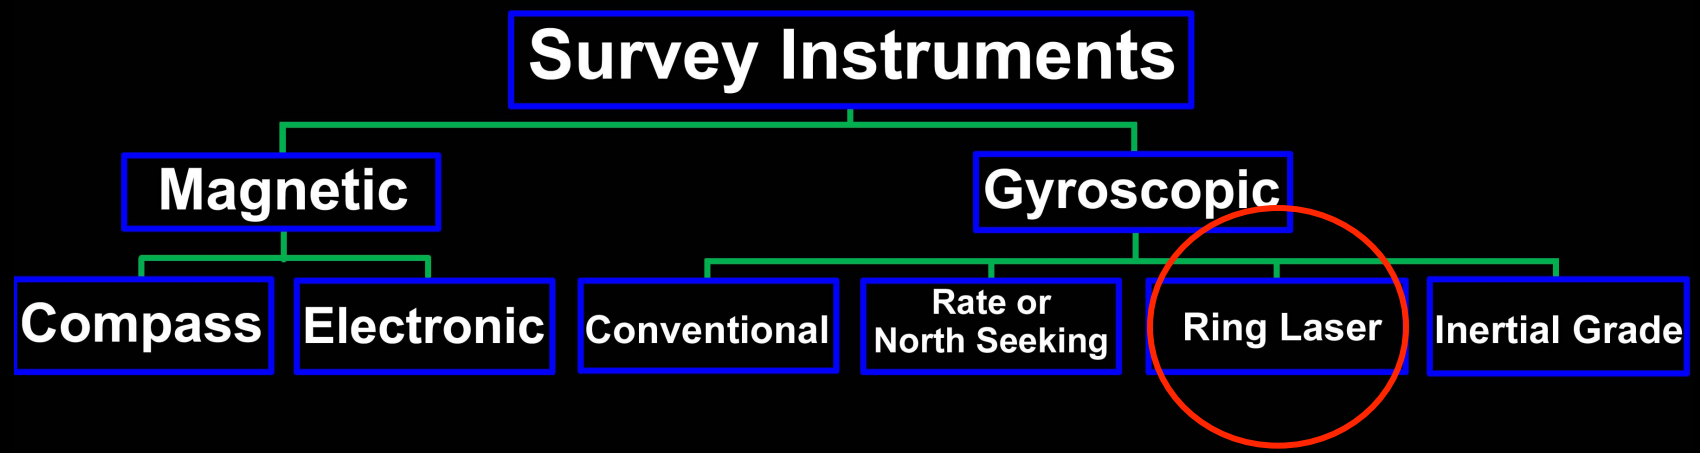 Survey Instruments
Magnetic
Gyroscopic
Compass
Electronic
Conventional
Rate or
North Seeking
Ring Laser
Inertial Grade